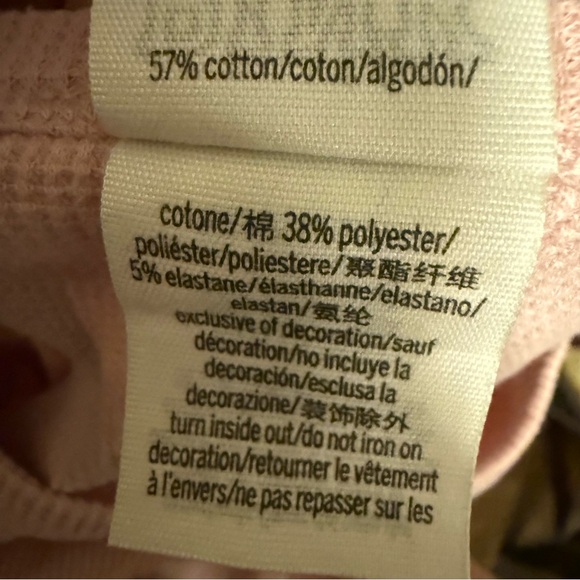 57% cotton/coton/algodón/
cotone/棉 38% polyester/
poliéster/poliestere/聚酯纤维
5% elastane/élasthanne/elastano/
elastan/氨纶
exclusive of decoration/sauf
décoration/no incluye la
decoración/esclusa la
decorazione/装饰除外
turn inside out/do not iron on
decoration/retourner le vêtement
à l'envers/ne pas repasser sur les